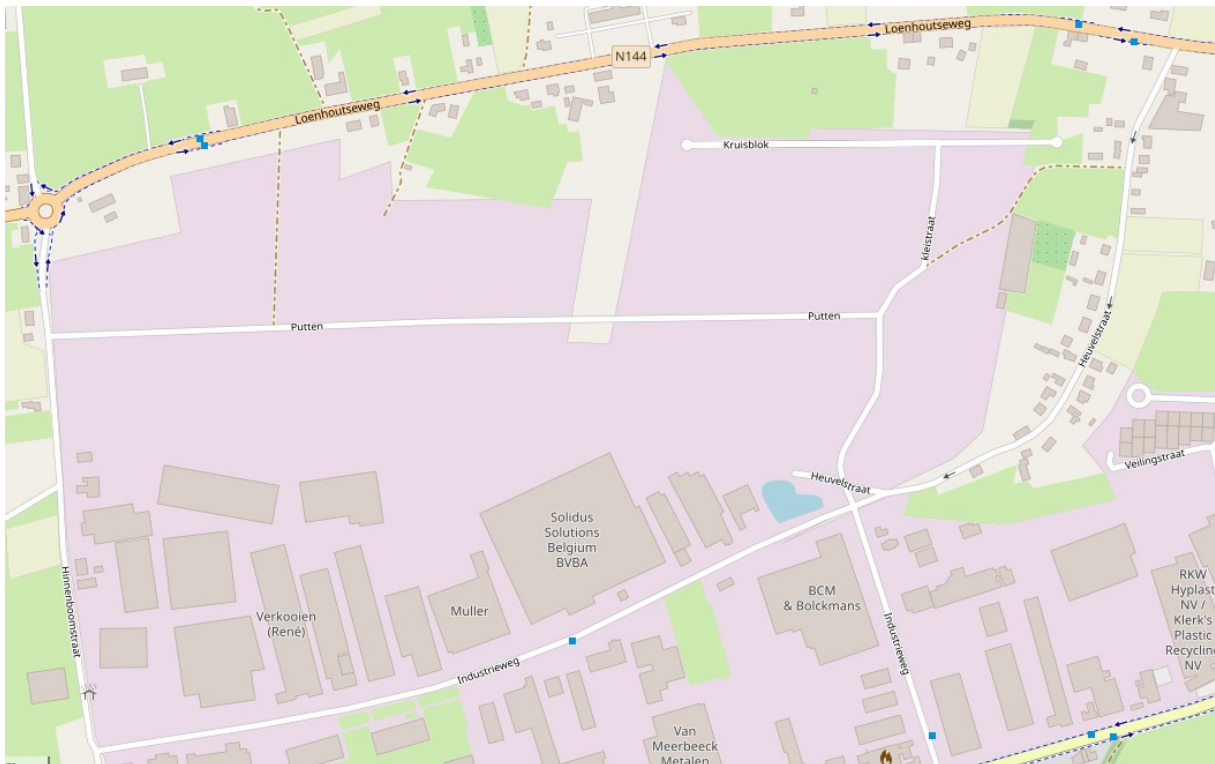 Loenhoutseweg
N144
Loenhoutseweg
Kruisblok
kleistraat
Putten
Putten
Heuvelstraat
Heuvelstraat
Veilingstraat
Solidus
Solutions
Belgium
BVBA
BCM
& Bolckmans
RKW
Hyplast
NV /
Klerk's
Plastic
Recycling
NV
Hinnenboomstraat
Verkooien
(René)
Muller
Industrieweg
Industrieweg
Van
Meerbeeck
Metalen